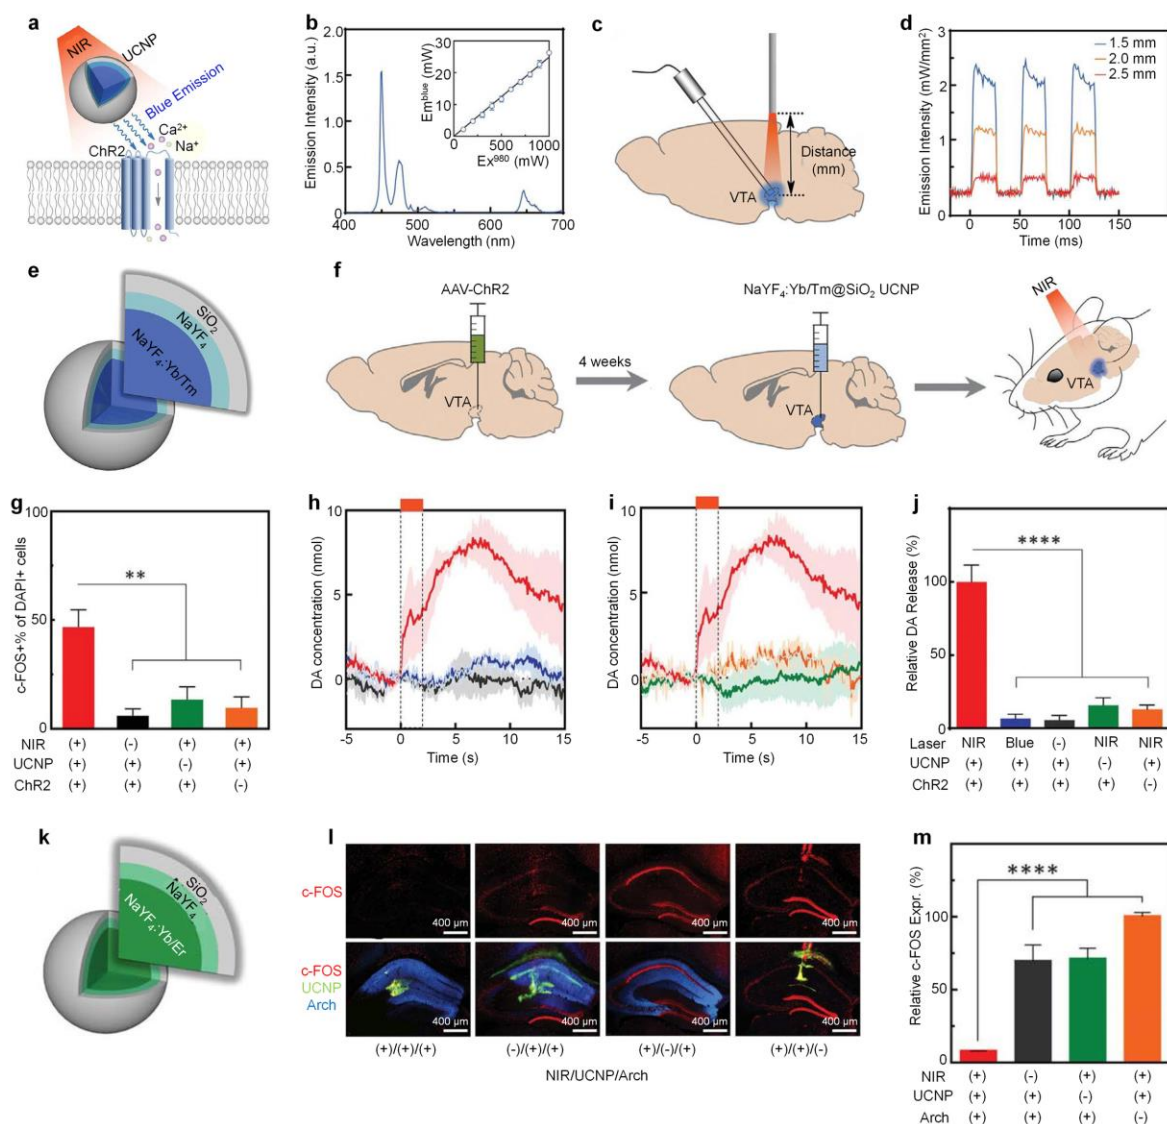 a
NIR
UCNP
Blue Emission
Ca²⁺
Na⁺
ChR2
b
Emission Intensity (a.u.)
2.0
1.5
1.0
0.5
0.0
400 500 600 700
Wavelength (nm)
Em^blue (mW)
30
20
10
0 500 1000
Ex^980 (mW)
c
Distance
(mm)
VTA
d
Emission Intensity (mW/mm²)
4
3
2
1
0
1.5 mm
2.0 mm
2.5 mm
0 50 100 150 200
Time (ms)
e
SiO₂
NaYF₄
NaYF₄:Yb/Tm
f
AAV-ChR2
VTA
4 weeks
NaYF₄:Yb/Tm@SiO₂ UCNP
VTA
NIR
VTA
g
c-FOS+% of DAPI+ cells
100
50
0
**
NIR (+) (-) (+) (+)
UCNP (+) (+) (-) (+)
ChR2 (+) (+) (+) (-)
h
DA concentration (nmol)
10
5
0
-5 0 5 10 15
Time (s)
i
DA concentration (nmol)
10
5
0
-5 0 5 10 15
Time (s)
j
Relative DA Release (%)
100
50
0
****
Laser NIR Blue (-) NIR NIR
UCNP (+) (+) (+) (-) (+)
ChR2 (+) (+) (+) (+) (-)
k
SiO₂
NaYF₄
NaYF₄:Yb/Er
l
c-FOS
400 µm 400 µm 400 µm 400 µm
c-FOS
UCNP
Arch
400 µm 400 µm 400 µm 400 µm
(+)/(+)/(+) (-)/(+)/(+) (+)/(-)/(+) (+)/(+)/(-)
NIR/UCNP/Arch
m
Relative c-FOS Expr. (%)
100
50
0
****
NIR (+) (-) (+) (+)
UCNP (+) (+) (-) (+)
Arch (+) (+) (+) (-)